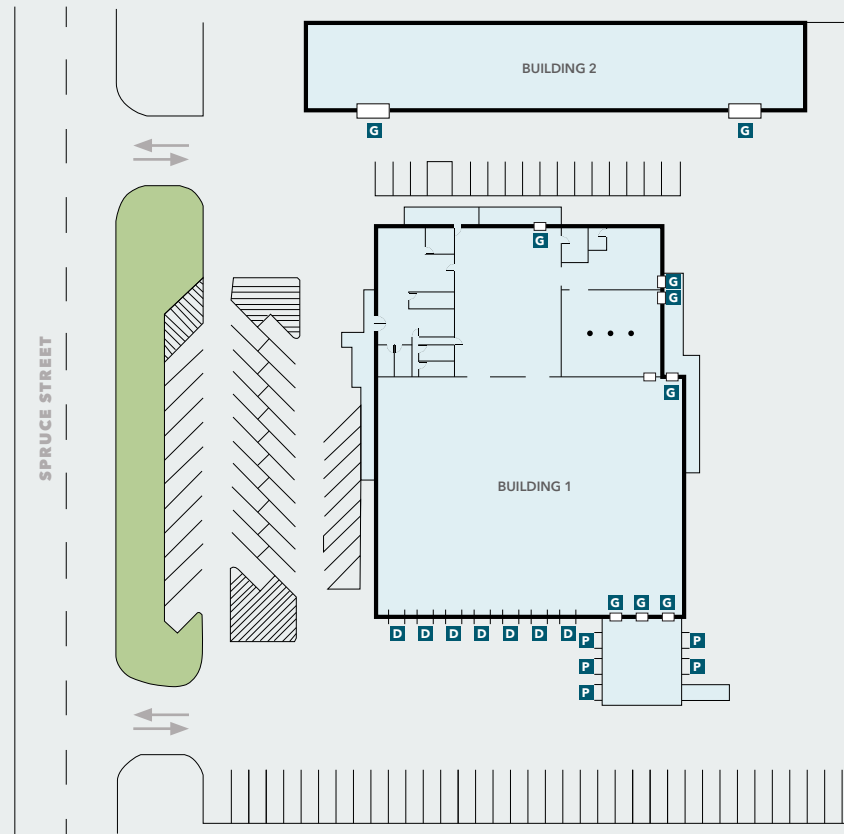 BUILDING 2
G
G
G
G
G
SPRUCE STREET
G
BUILDING 1
G G G
D D D D D D D
P P
P P
P